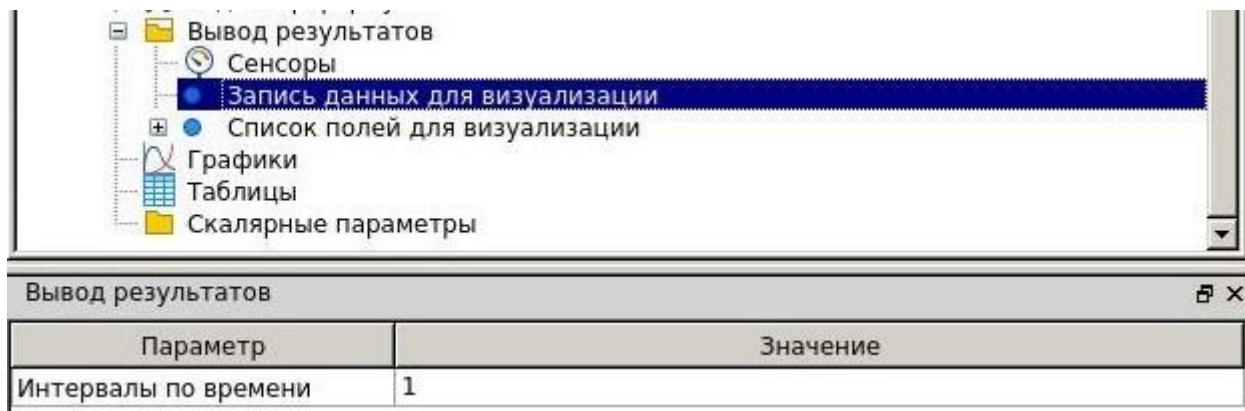 Вывод результатов
Сенсоры
Запись данных для визуализации
Список полей для визуализации
Графики
Таблицы
Скалярные параметры
Вывод результатов
Параметр Значение
Интервалы по времени 1